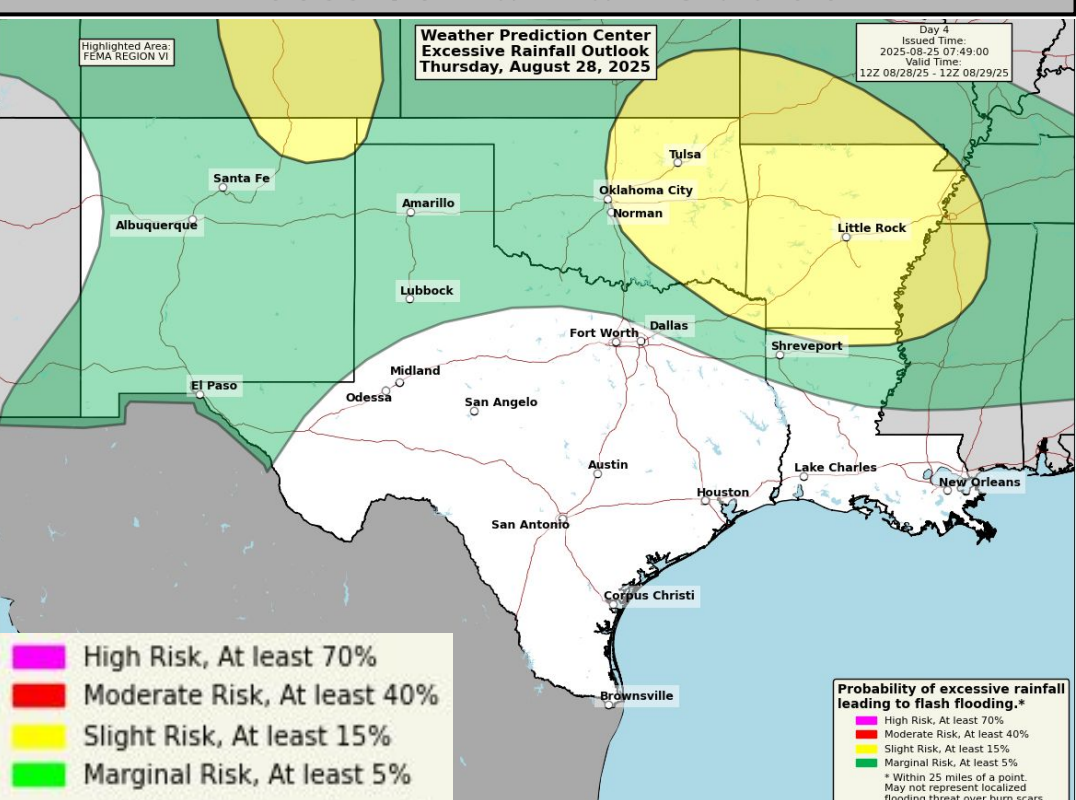 Highlighted Area:
FEMA REGION VI
Weather Prediction Center
Excessive Rainfall Outlook
Thursday, August 28, 2025
Day 4
Issued Time:
2025-08-25 07:49:00
Valid Time:
12Z 08/28/25 - 12Z 08/29/25
Tulsa
Santa Fe
Oklahoma City
Amarillo
Norman
Albuquerque
Little Rock
Lubbock
Dallas
Fort Worth
Shreveport
Midland
El Paso
Odessa
San Angelo
Austin
Lake Charles
New Orleans
Houston
San Antonio
Corpus Christi
Brownsville
High Risk, At least 70%
Moderate Risk, At least 40%
Slight Risk, At least 15%
Marginal Risk, At least 5%
Probability of excessive rainfall
leading to flash flooding.*
High Risk, At least 70%
Moderate Risk, At least 40%
Slight Risk, At least 15%
Marginal Risk, At least 5%
* Within 25 miles of a point.
May not represent localized
flooding threat over burn scars